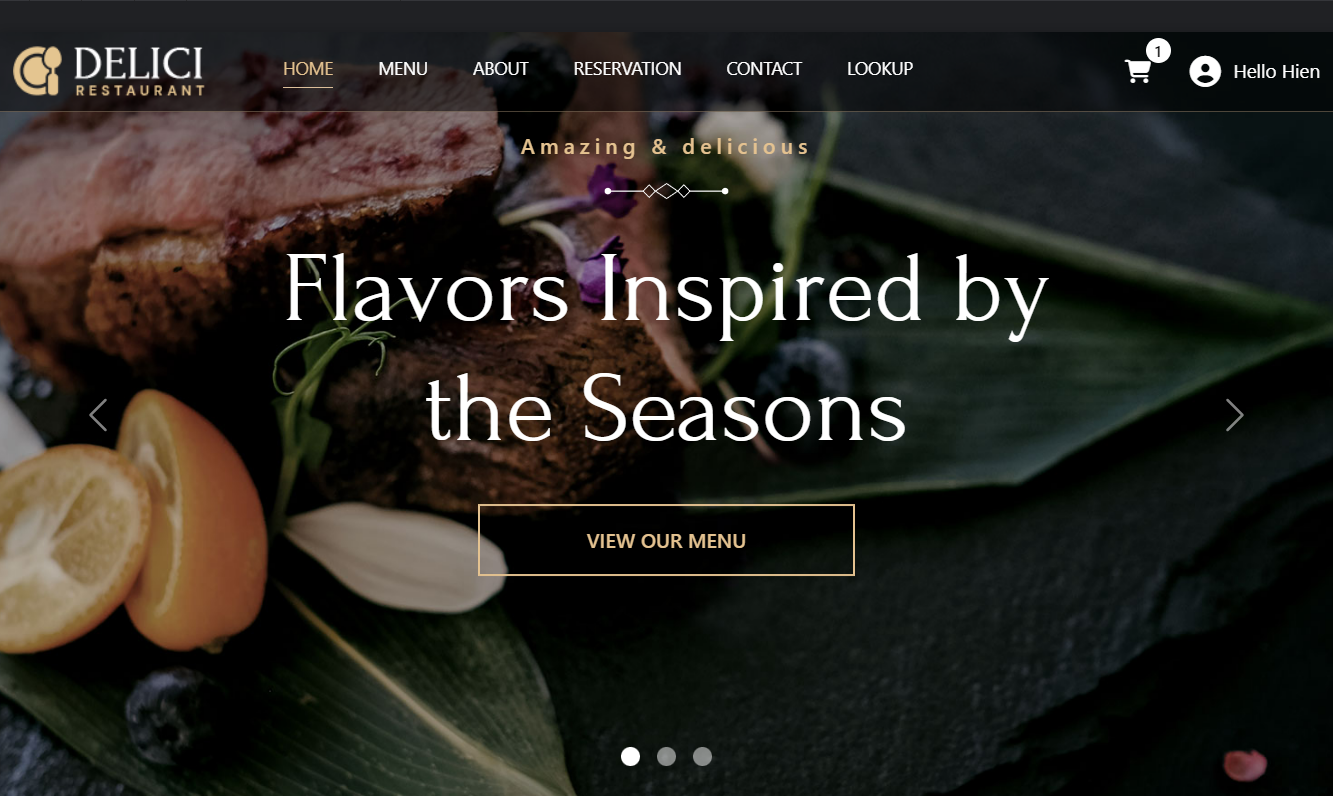 DELICI
RESTAURANT
HOME MENU ABOUT RESERVATION CONTACT LOOKUP
1
Hello Hien
Amazing & delicious
Flavors Inspired by
the Seasons
VIEW OUR MENU